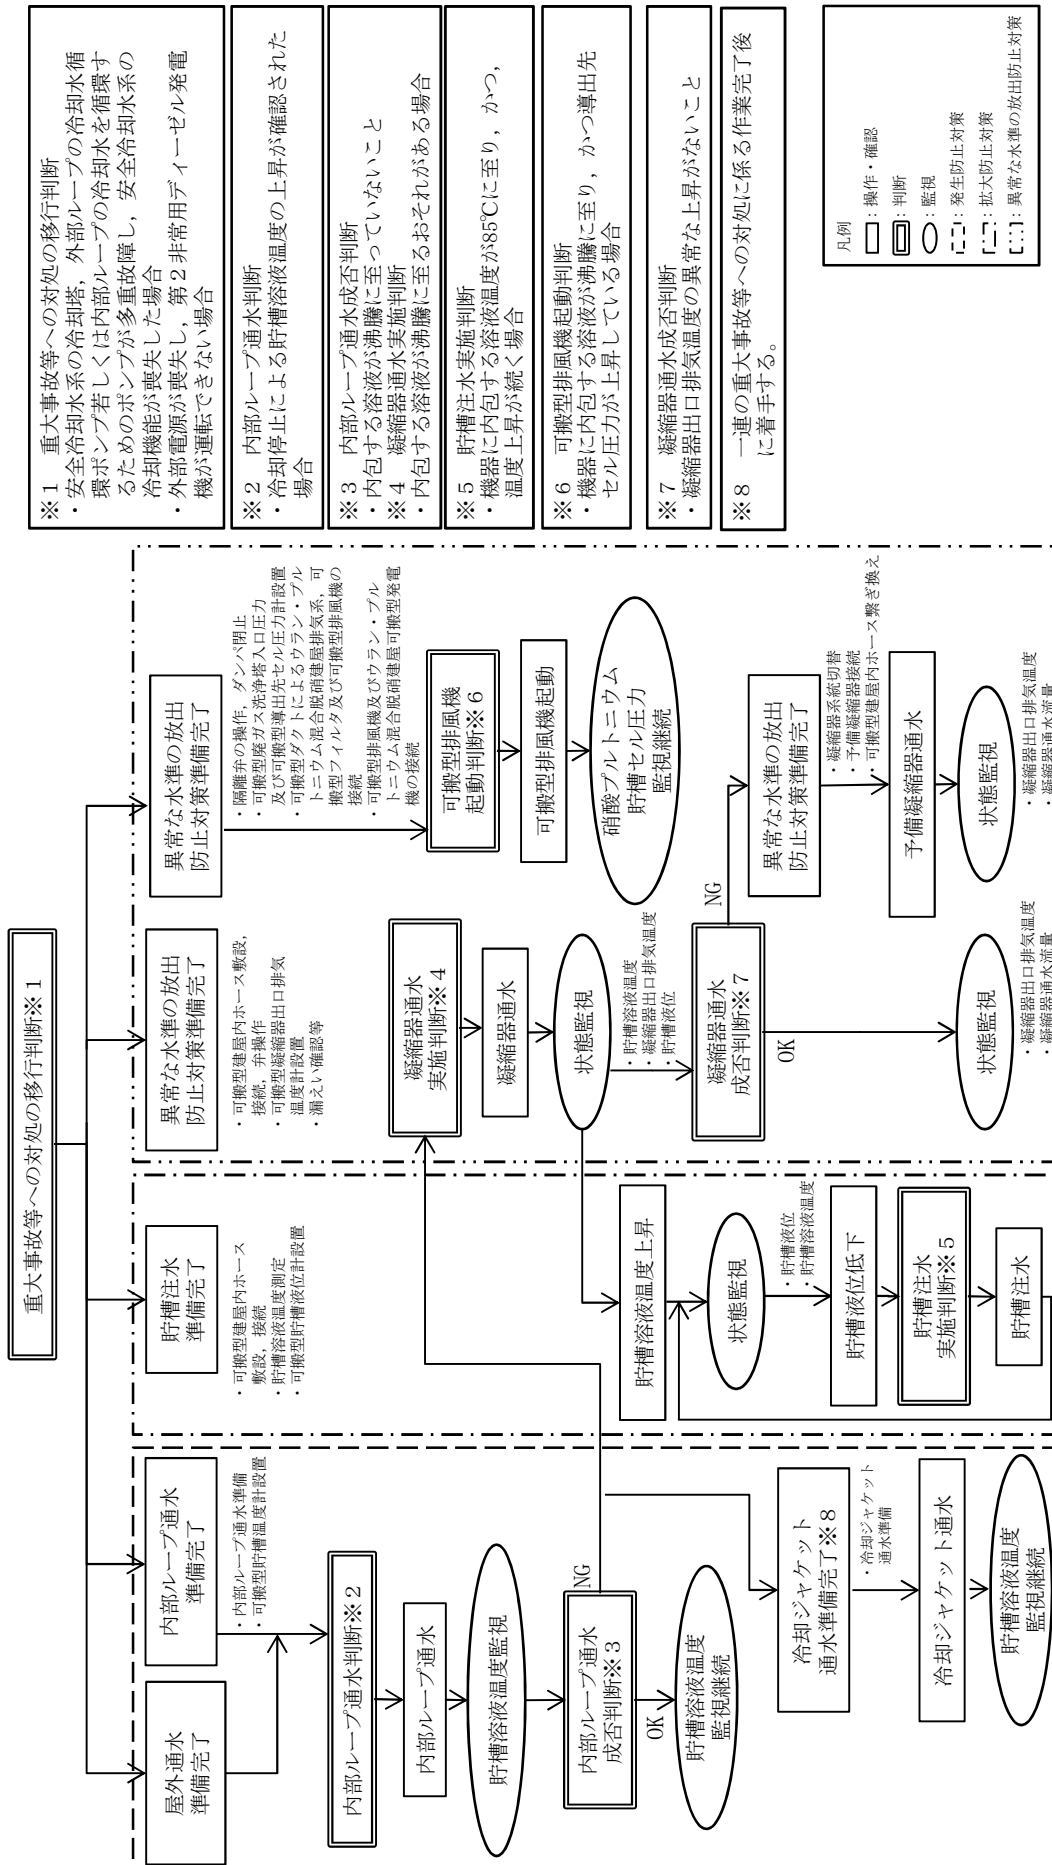 重大事故等への対処の移行判断※1
屋外通水
準備完了
内部ループ通水
準備完了
・内部ループ通水準備
・可搬型貯槽温度計設置
内部ループ通水判断※2
内部ループ通水
貯槽溶液温度監視
内部ループ通水
成否判断※3
NG
OK
貯槽溶液温度
監視継続
冷却ジャケット
通水準備完了※8
・冷却ジャケット
通水準備
冷却ジャケット通水
貯槽溶液温度
監視継続
貯槽注水
準備完了
・可搬型建屋内ホース
敷設，接続
・貯槽溶液温度測定
・可搬型貯槽液位計設置
貯槽溶液温度上昇
状態監視
・貯槽液位
・貯槽溶液温度
貯槽液位低下
貯槽注水
実施判断※5
貯槽注水
異常な水準の放出
防止対策準備完了
・可搬型建屋内ホース敷設，
接続，弁操作
・可搬型凝縮器出口排気
温度計設置
・漏えい確認等
凝縮器通水
実施判断※4
凝縮器通水
状態監視
・貯槽溶液温度
・凝縮器出口排気温度
・貯槽液位
凝縮器通水
成否判断※7
NG
OK
状態監視
・凝縮器出口排気温度
・凝縮器通水流量
異常な水準の放出
防止対策準備完了
・隔離弁の操作，ダンパ閉止
・可搬型廃ガス洗浄塔入口圧力
及び可搬型導出先セル圧力計設置
・可搬型ダクトによるウラン・プル
トニウム混合脱硝建屋排気系，可
搬型フィルタ及び可搬型排風機の
接続
・可搬型排風機及びウラン・プル
トニウム混合脱硝建屋可搬型発電
機の接続
可搬型排風機
起動判断※6
可搬型排風機起動
硝酸プルトニウム
貯槽セル圧力
監視継続
異常な水準の放出
防止対策準備完了
・凝縮器系統切替
・予備凝縮器接続
・可搬型建屋内ホース繋ぎ換え
予備凝縮器通水
状態監視
・凝縮器出口排気温度
・凝縮器通水流量
※1　重大事故等への対処の移行判断
・安全冷却水系の冷却塔，外部ループの冷却水循
環ポンプ若しくは内部ループの冷却水を循環す
るためのポンプが多重故障し，安全冷却水系の
冷却機能が喪失した場合
・外部電源が喪失し，第２非常用ディーゼル発電
機が運転できない場合
※2　内部ループ通水判断
・冷却停止による貯槽溶液温度の上昇が確認された
場合
※3　内部ループ通水成否判断
・内包する溶液が沸騰に至っていないこと
※4　凝縮器通水実施判断
・内包する溶液が沸騰に至るおそれがある場合
※5　貯槽注水実施判断
・機器に内包する溶液温度が85℃に至り，かつ，
温度上昇が続く場合
※6　可搬型排風機起動判断
・機器に内包する溶液が沸騰に至り，かつ導出先
セル圧力が上昇している場合
※7　凝縮器通水成否判断
・凝縮器出口排気温度の異常な上昇がないこと
※8　一連の重大事故等への対処に係る作業完了後
に着手する。
凡例
：操作・確認
：判断
：監視
：発生防止対策
：拡大防止対策
：異常な水準の放出防止対策